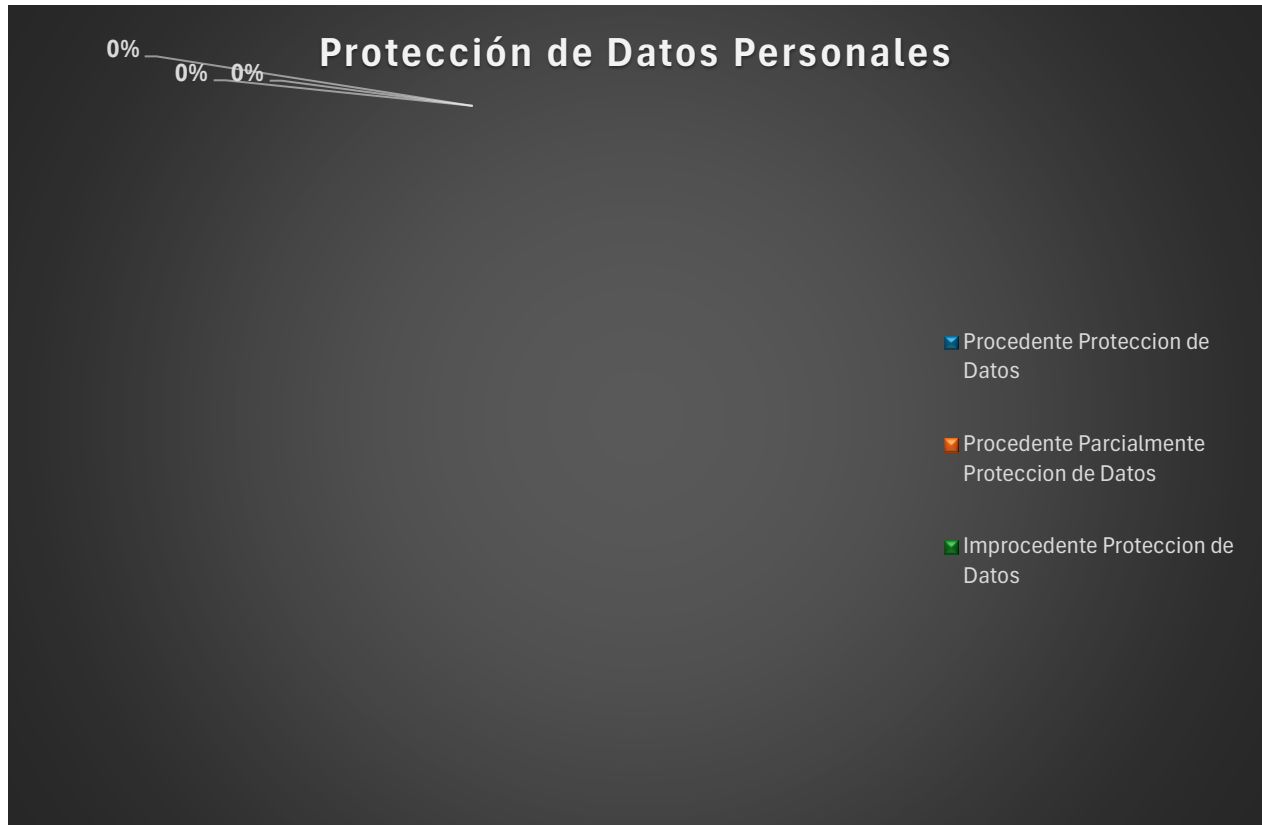 Protección de Datos Personales
0%
0%
0%
Procedente Proteccion de
Datos
Procedente Parcialmente
Proteccion de Datos
Improcedente Proteccion de
Datos